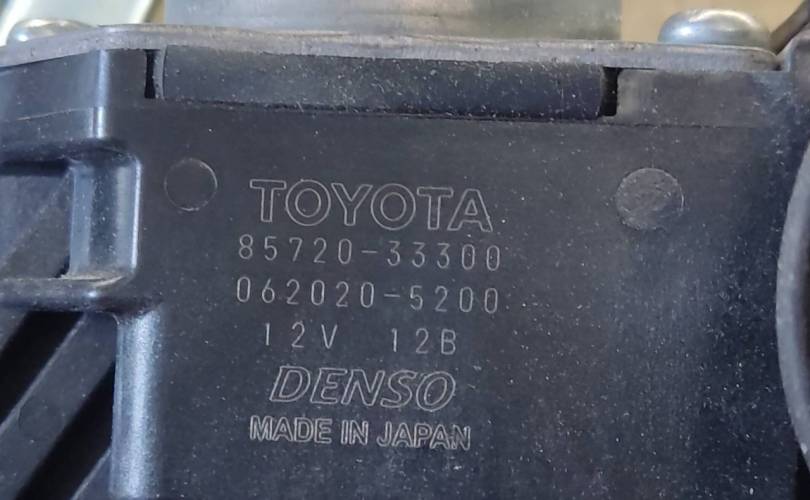 TOYOTA
85720-33300
062020-5200
12V 12B
DENSO
MADE IN JAPAN